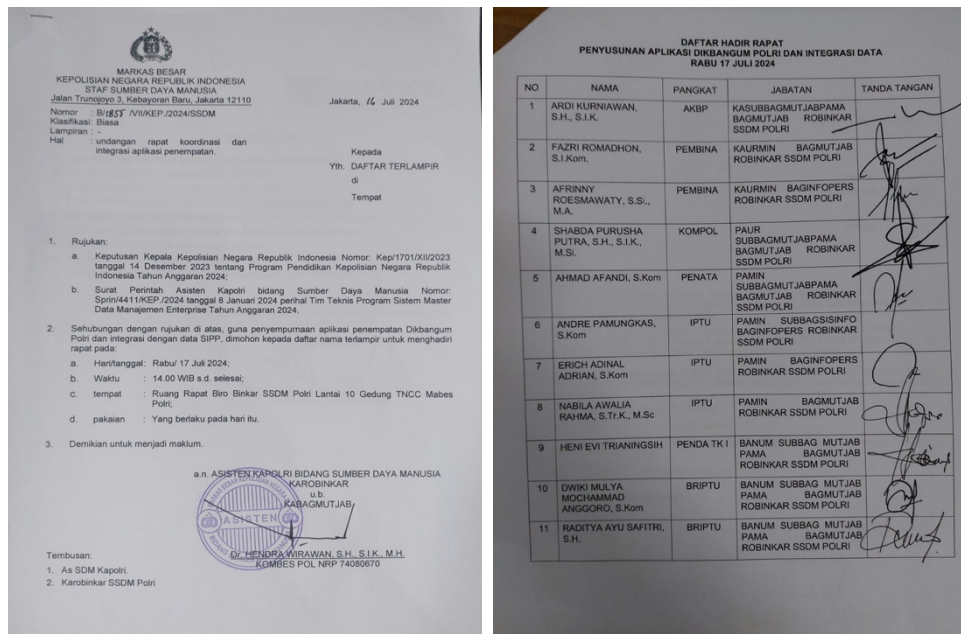 MARKAS BESAR
KEPOLISIAN NEGARA REPUBLIK INDONESIA
STAF SUMBER DAYA MANUSIA
Jalan Trunojoyo 3, Kebayoran Baru, Jakarta 12110
Jakarta, 16 Juli 2024
Nomor : B/1855 /VII/KEP./2024/SSDM
Klasifikasi: Biasa
Lampiran : -
Hal : undangan rapat koordinasi dan
integrasi aplikasi penempatan.
Kepada
Yth. DAFTAR TERLAMPIR
di
Tempat
1. Rujukan:
a. Keputusan Kepala Kepolisian Negara Republik Indonesia Nomor: Kep/1701/XII/2023
tanggal 14 Desember 2023 tentang Program Pendidikan Kepolisian Negara Republik
Indonesia Tahun Anggaran 2024;
b. Surat Perintah Asisten Kapolri bidang Sumber Daya Manusia Nomor:
Sprin/4411/KEP./2024 tanggal 8 Januari 2024 perihal Tim Teknis Program Sistem Master
Data Manajemen Enterprise Tahun Anggaran 2024.
2. Sehubungan dengan rujukan di atas, guna penyempurnaan aplikasi penempatan Dikbangum
Polri dan integrasi dengan data SIPP, dimohon kepada daftar nama terlampir untuk menghadiri
rapat pada:
a. Hari/tanggal: Rabu/ 17 Juli 2024;
b. Waktu : 14.00 WIB s.d. selesai;
c. tempat : Ruang Rapat Biro Binkar SSDM Polri Lantai 10 Gedung TNCC Mabes
Polri;
d. pakaian : Yang berlaku pada hari itu.
3. Demikian untuk menjadi maklum.
a.n. ASISTEN KAPOLRI BIDANG SUMBER DAYA MANUSIA
KAROBINKAR
u.b.
KABAGMUTJAB
ASISTEN
Dr. HENDRA WIRAWAN, S.H., S.I.K., M.H.
KOMBES POL NRP 74080670
Tembusan:
1. As SDM Kapolri.
2. Karobinkar SSDM Polri
DAFTAR HADIR RAPAT
PENYUSUNAN APLIKASI DIKBANGUM POLRI DAN INTEGRASI DATA
RABU 17 JULI 2024
NO NAMA PANGKAT JABATAN TANDA TANGAN
1 ARDI KURNIAWAN, AKBP KASUBBAGMUTJABPAMA
S.H., S.I.K. BAGMUTJAB ROBINKAR
SSDM POLRI
2 FAZRI ROMADHON, PEMBINA KAURMIN BAGMUTJAB
S.I.Kom. ROBINKAR SSDM POLRI
3 AFRINNY PEMBINA KAURMIN BAGINFOPERS
ROESMAWATY, S.Si., ROBINKAR SSDM POLRI
M.A.
4 SHABDA PURUSHA KOMPOL PAUR
PUTRA, S.H., S.I.K., SUBBAGMUTJABPAMA
M.Si. BAGMUTJAB ROBINKAR
SSDM POLRI
5 AHMAD AFANDI, S.Kom PENATA PAMIN
SUBBAGMUTJABPAMA
BAGMUTJAB ROBINKAR
SSDM POLRI
6 ANDRE PAMUNGKAS, IPTU PAMIN SUBBAGSISINFO
S.Kom BAGINFOPERS ROBINKAR
SSDM POLRI
7 ERICH ADINAL IPTU PAMIN BAGINFOPERS
ADRIAN, S.Kom ROBINKAR SSDM POLRI
8 NABILA AWALIA IPTU PAMIN BAGMUTJAB
RAHMA, S.Tr.K., M.Sc ROBINKAR SSDM POLRI
9 HENI EVI TRIANINGSIH PENDA TK I BANUM SUBBAG MUTJAB
PAMA BAGMUTJAB
ROBINKAR SSDM POLRI
10 DWIKI MULYA BRIPTU BANUM SUBBAG MUTJAB
MOCHAMMAD PAMA BAGMUTJAB
ANGGORO, S.Kom ROBINKAR SSDM POLRI
11 RADITYA AYU SAFITRI, BRIPTU BANUM SUBBAG MUTJAB
S.H. PAMA BAGMUTJAB
ROBINKAR SSDM POLRI